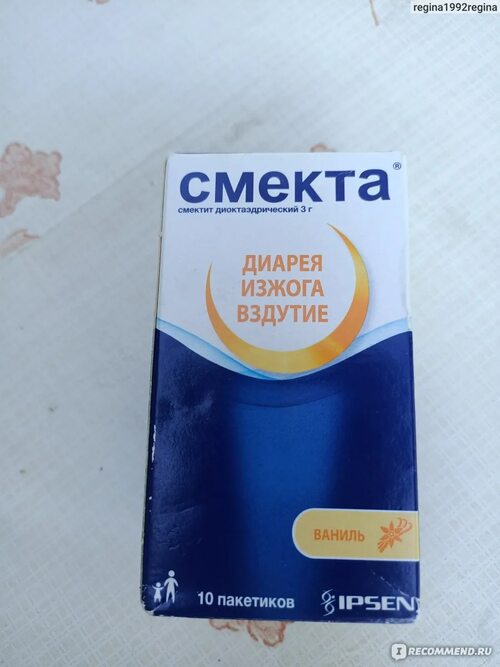 regina1992regina
смекта®
смектит диоктаэдрический 3 г
ДИАРЕЯ
ИЗЖОГА
ВЗДУТИЕ
ВАНИЛЬ
10 пакетиков
IPSEN
IRECOMMEND.RU